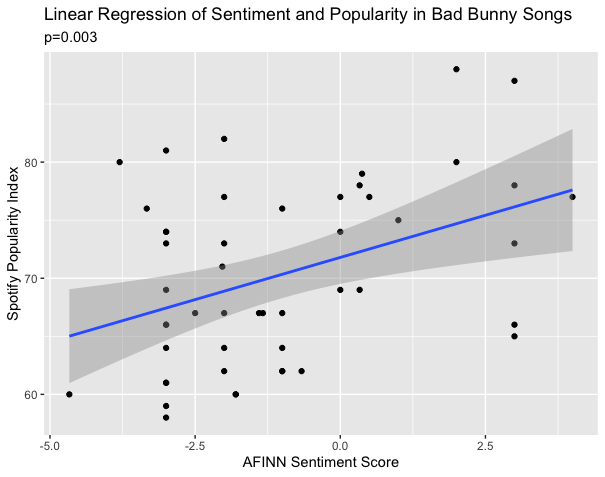 Linear Regression of Sentiment and Popularity in Bad Bunny Songs
p=0.003
80
70
60
Spotify Popularity Index
-5.0
-2.5
0.0
2.5
AFINN Sentiment Score